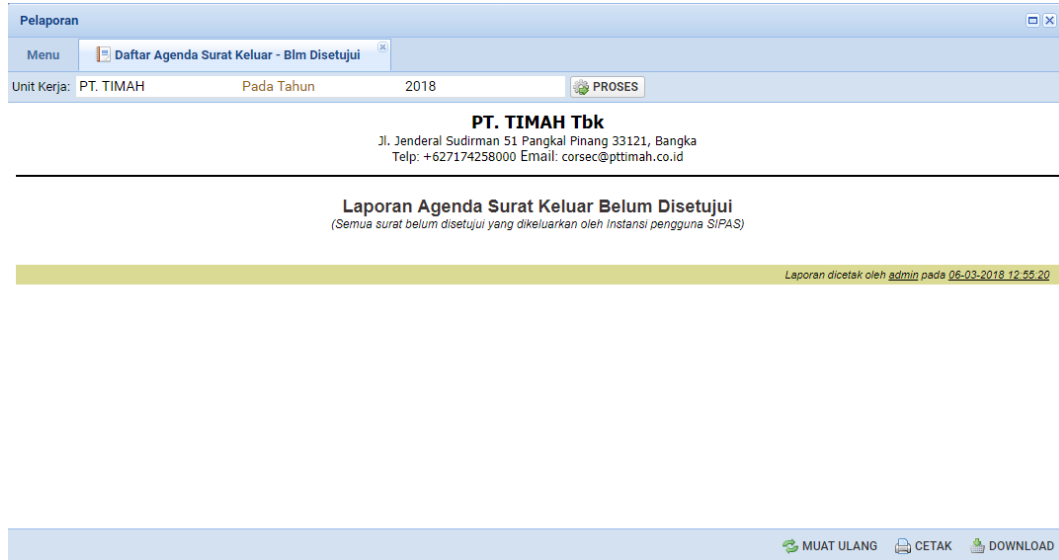 Pelaporan
Menu Daftar Agenda Surat Keluar - Blm Disetujui
Unit Kerja: PT. TIMAH Pada Tahun 2018 PROSES
PT. TIMAH Tbk
Jl. Jenderal Sudirman 51 Pangkal Pinang 33121, Bangka
Telp: +627174258000 Email: corsec@pttimah.co.id
Laporan Agenda Surat Keluar Belum Disetujui
(Semua surat belum disetujui yang dikeluarkan oleh Instansi pengguna SIPAS)
Laporan dicetak oleh admin pada 06-03-2018 12:55:20
MUAT ULANG CETAK DOWNLOAD